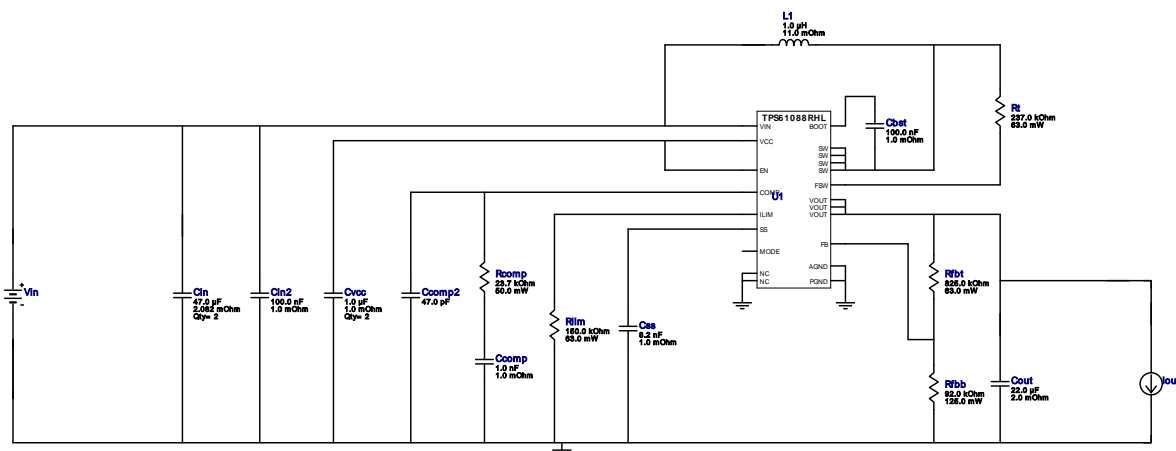 L1
1.0 µH
11.0 mOhm
TPS61088RHL
VIN
VCC
EN
COMP
ILIM
SS
MODE
NC
NC
U1
BOOT
SW
SW
SW
SW
FSW
VOUT
VOUT
VOUT
FB
AGND
PGND
Cbst
100.0 nF
1.0 mOhm
Rt
237.0 kOhm
63.0 mW
+
Vin
-
Cin
47.0 µF
2.062 mOhm
Qty= 2
Cin2
100.0 nF
1.0 mOhm
Cvcc
1.0 µF
1.0 mOhm
Qty= 2
Ccomp2
47.0 pF
Rcomp
23.7 kOhm
50.0 mW
Ccomp
1.0 nF
1.0 mOhm
Rlim
150.0 kOhm
63.0 mW
Css
8.2 nF
1.0 mOhm
Rfbt
825.0 kOhm
63.0 mW
Rfbb
92.0 kOhm
125.0 mW
Cout
22.0 µF
2.0 mOhm
Iou